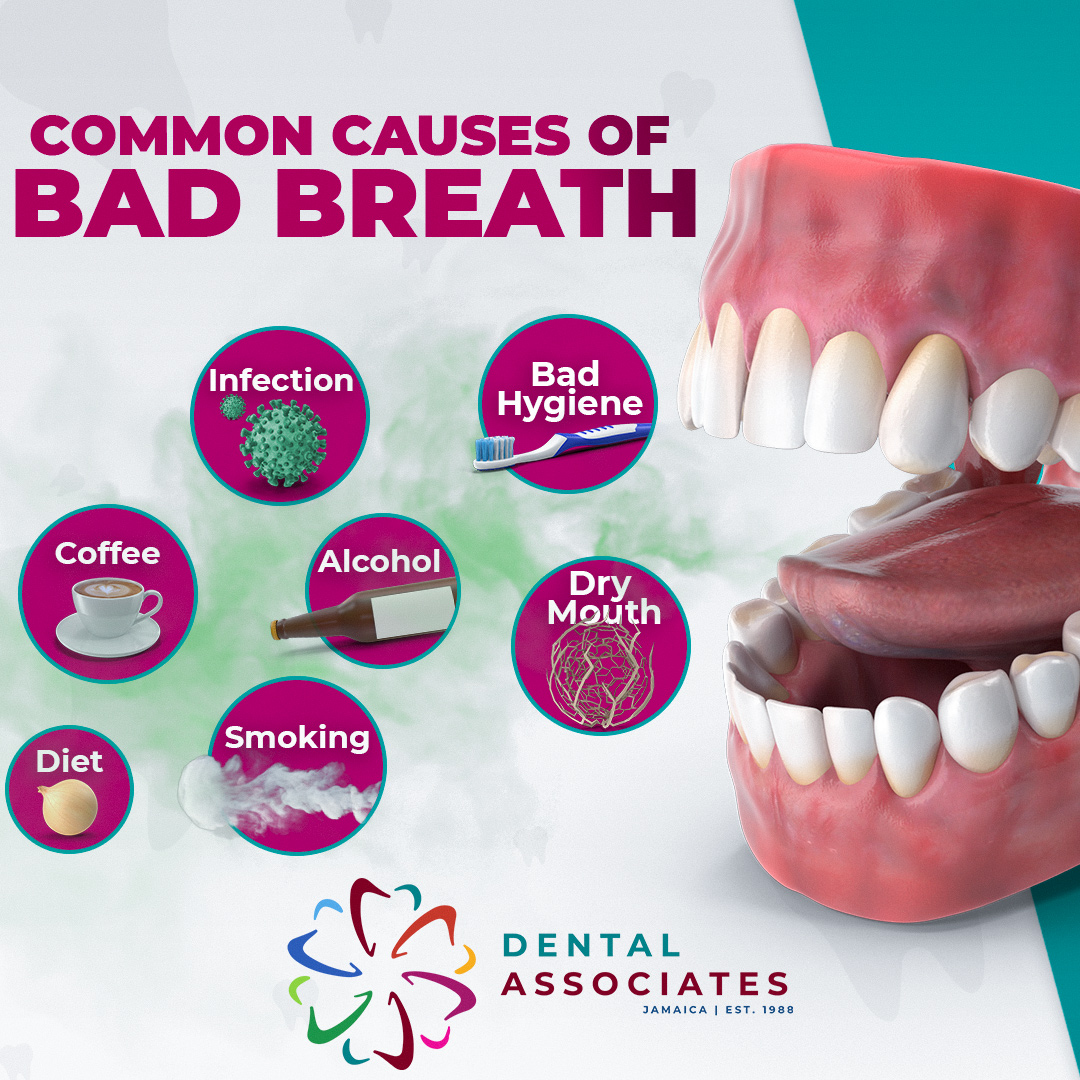 COMMON CAUSES OF
BAD BREATH
Infection
Bad
Hygiene
Coffee
Alcohol
Dry
Mouth
Diet
Smoking
DENTAL
ASSOCIATES
JAMAICA | EST. 1988